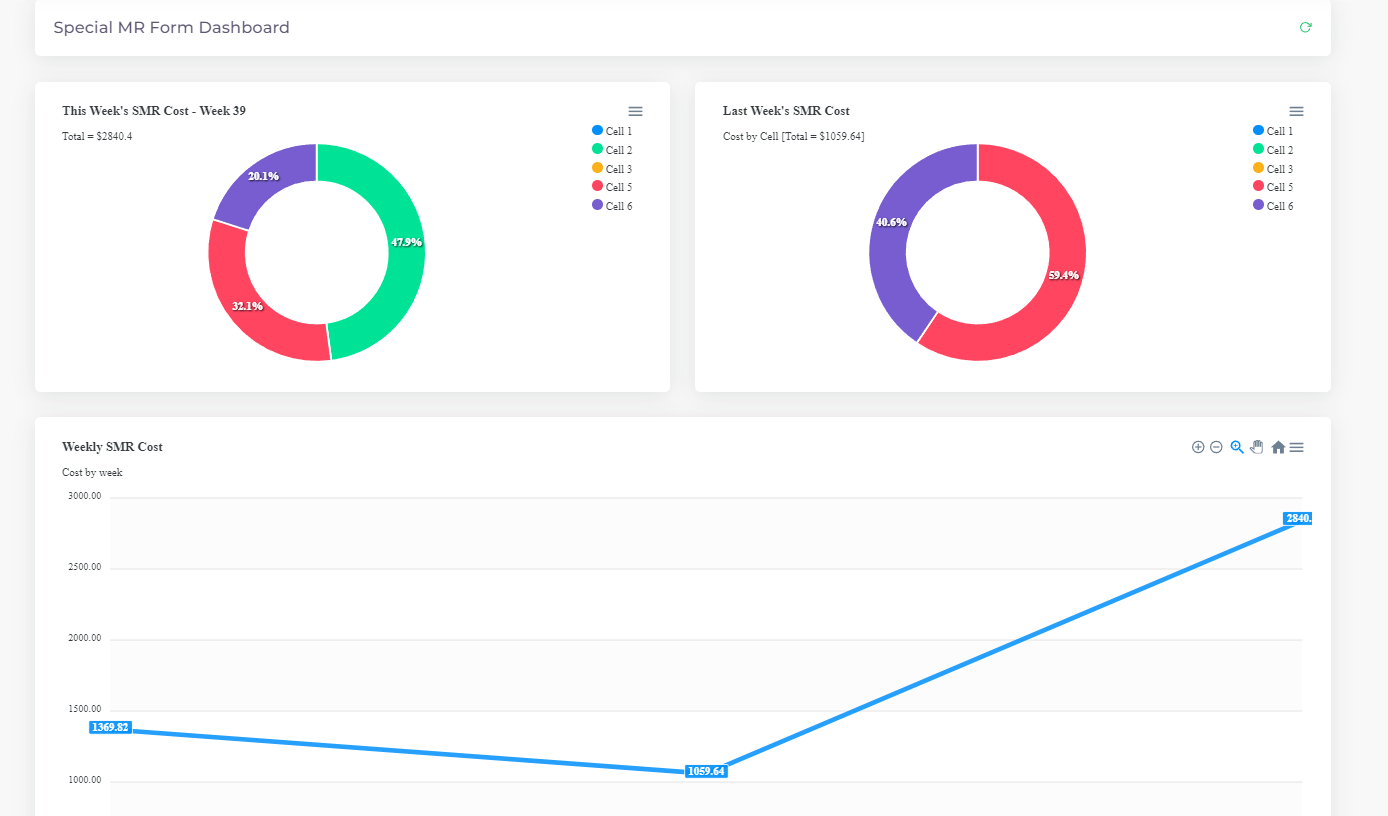 Special MR Form Dashboard
This Week's SMR Cost - Week 39
Total = $2840.4
Cell 1
Cell 2
Cell 3
Cell 5
Cell 6
20.1%
47.9%
32.1%
Last Week's SMR Cost
Cost by Cell [Total = $1059.64]
Cell 1
Cell 2
Cell 3
Cell 5
Cell 6
40.6%
59.4%
Weekly SMR Cost
Cost by week
3000.00
2840.
2500.00
2000.00
1500.00
1369.82
1059.64
1000.00